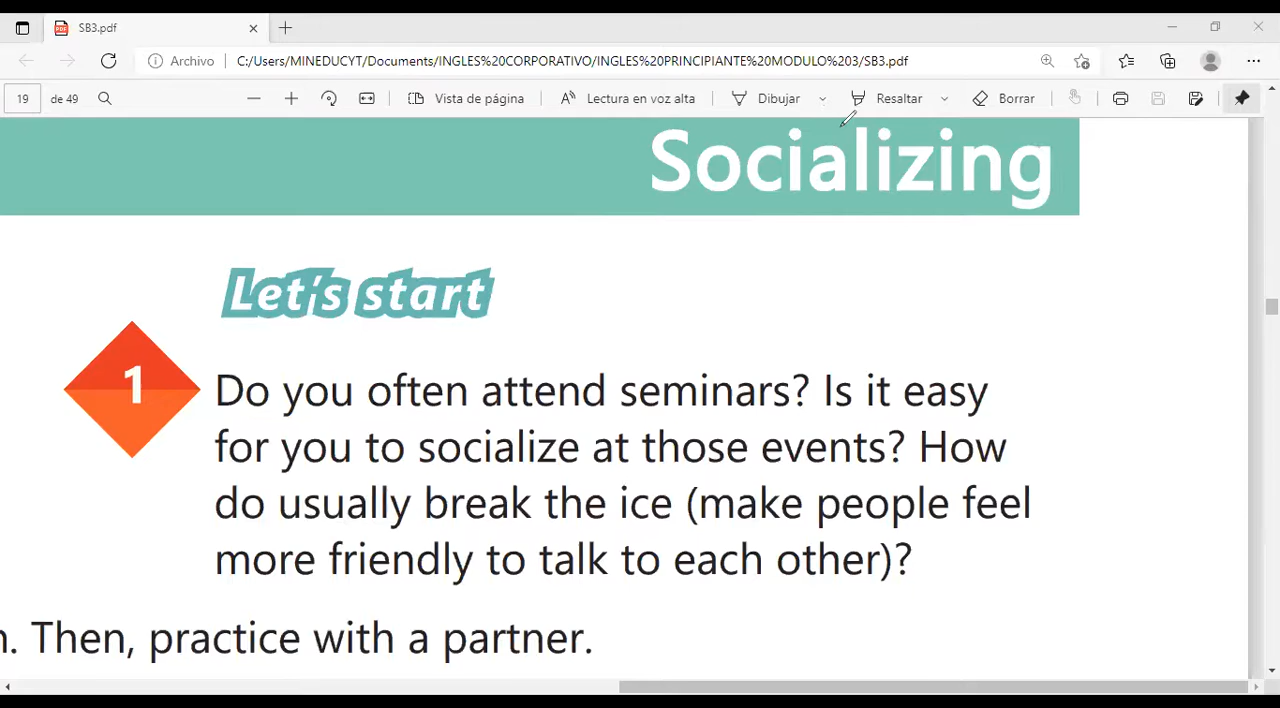 SB3.pdf
Archivo C:/Users/MINEDUCYT/Documents/INGLES%20CORPORATIVO/INGLES%20PRINCIPIANTE%20MODULO%203/SB3.pdf
19 de 49 Vista de página Lectura en voz alta Dibujar Resaltar Borrar
Socializing
Let's start
1
Do you often attend seminars? Is it easy
for you to socialize at those events? How
do usually break the ice (make people feel
more friendly to talk to each other)?
n. Then, practice with a partner.